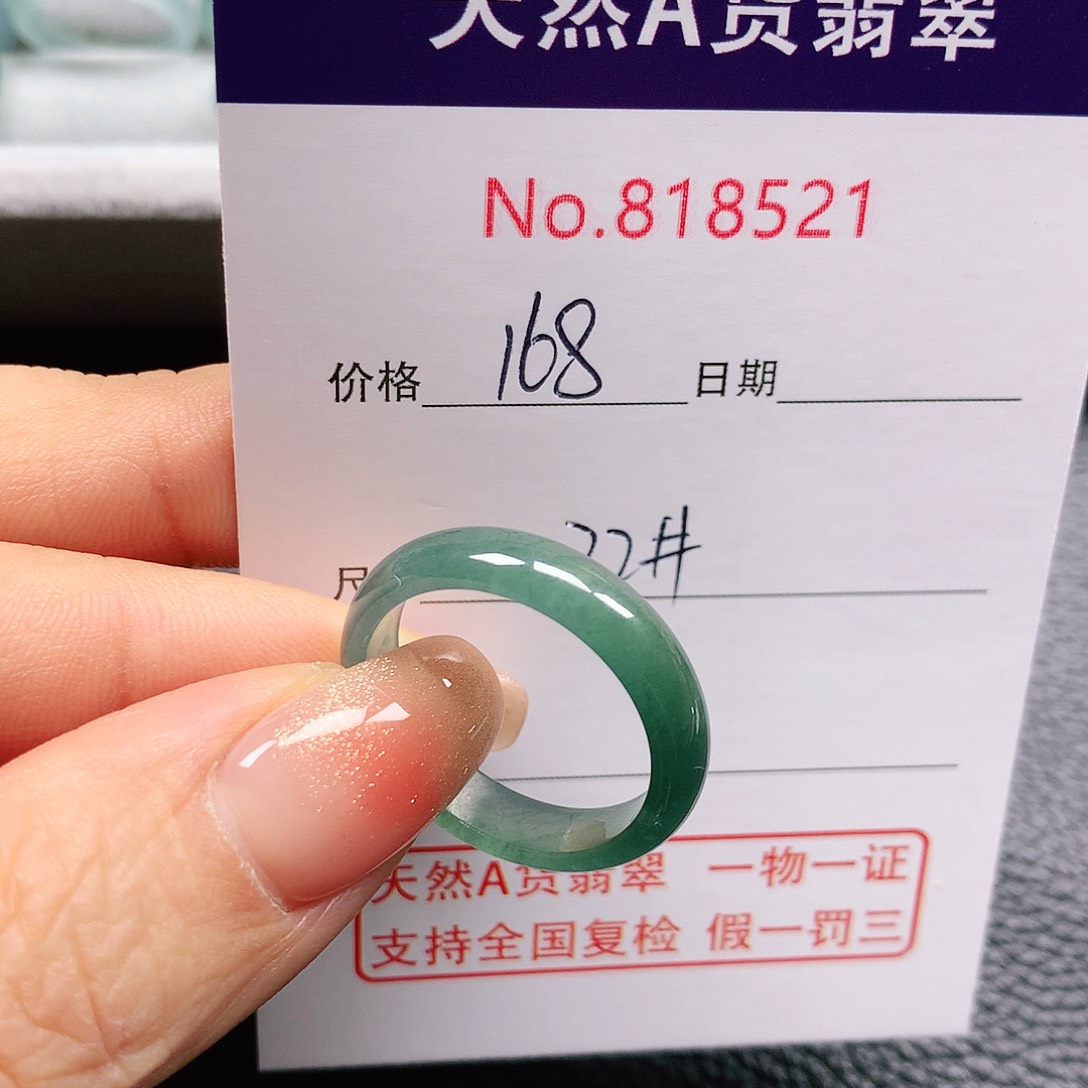 天然A货翡翠
No.818521
价格 168 日期
尺 22#
天然A货翡翠 一物一证
支持全国复检 假一罚三